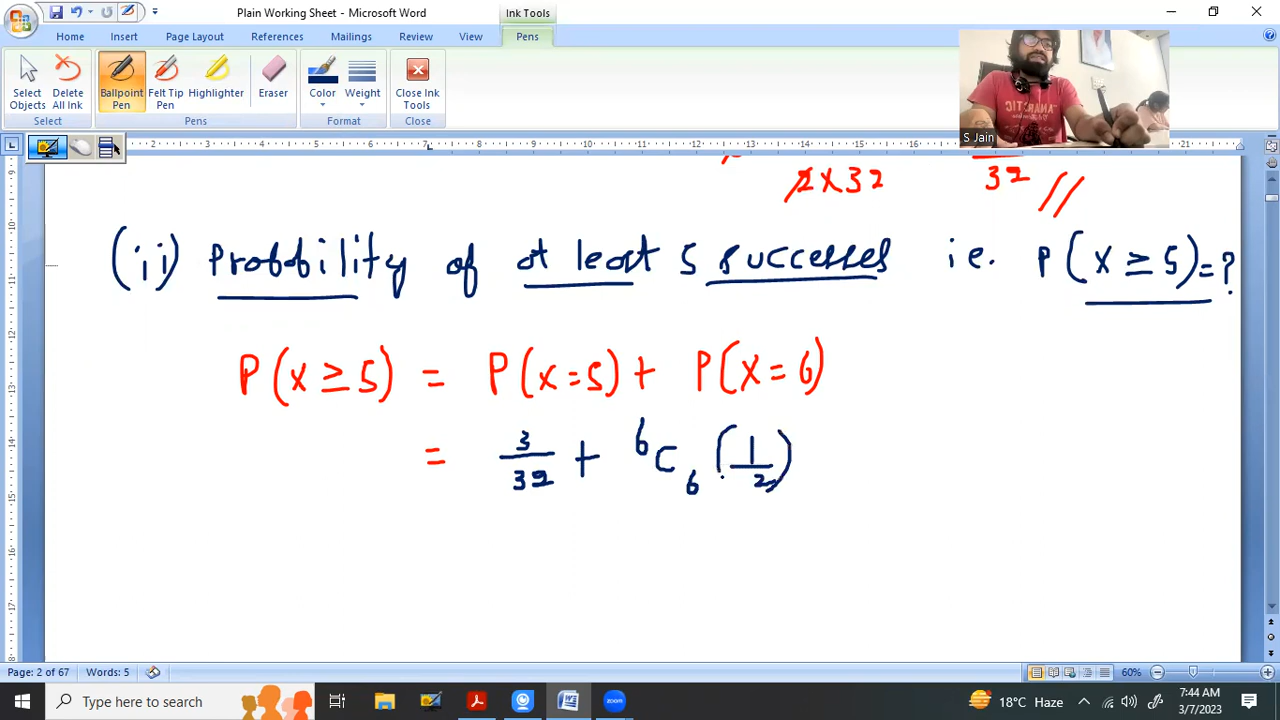 Plain Working Sheet - Microsoft Word
Ink Tools
Home Insert Page Layout References Mailings Review View Pens
Select Objects
Delete All Ink
Ballpoint Pen
Felt Tip Pen
Highlighter
Eraser
Color
Weight
Close Ink Tools
Select Pens Format Close
S Jain
2 x 32
32 //
(ii) Probability of at least 5 successes i.e. P(X ≥ 5) = ?
P(X ≥ 5) = P(X = 5) + P(X = 6)
= 3/32 + ⁶C₆ (1/2)
Page: 2 of 67 Words: 5 60%
Type here to search
18°C Haze
7:44 AM
3/7/2023